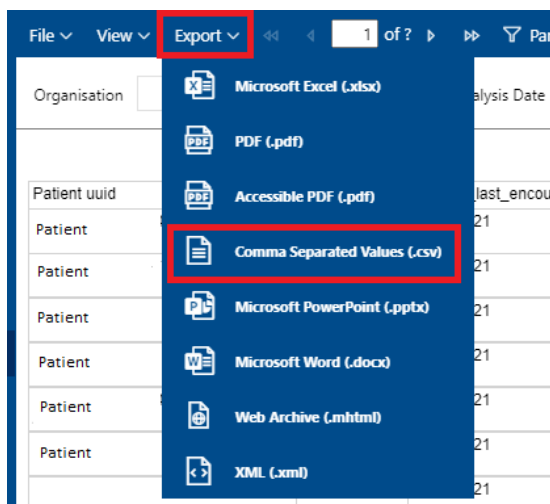 File View Export 1 of ? Par
Organisation alysis Date
Microsoft Excel (.xlsx)
PDF (.pdf)
Accessible PDF (.pdf)
Comma Separated Values (.csv)
Microsoft PowerPoint (.pptx)
Microsoft Word (.docx)
Web Archive (.mhtml)
XML (.xml)
Patient uuid _last_encou
Patient 21
Patient 21
Patient 21
Patient 21
Patient 21
Patient 21
21